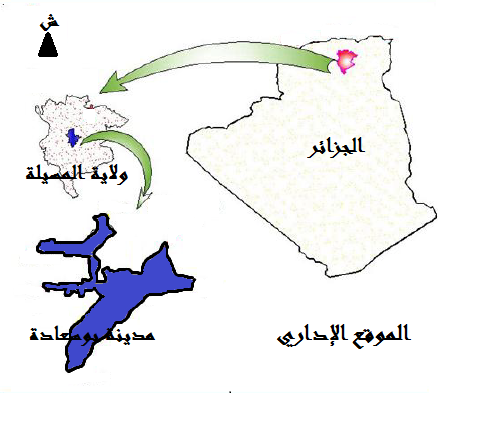 ش
الجزائر
ولاية المسيلة
مدينة بوسعادة
الموقع الإداري